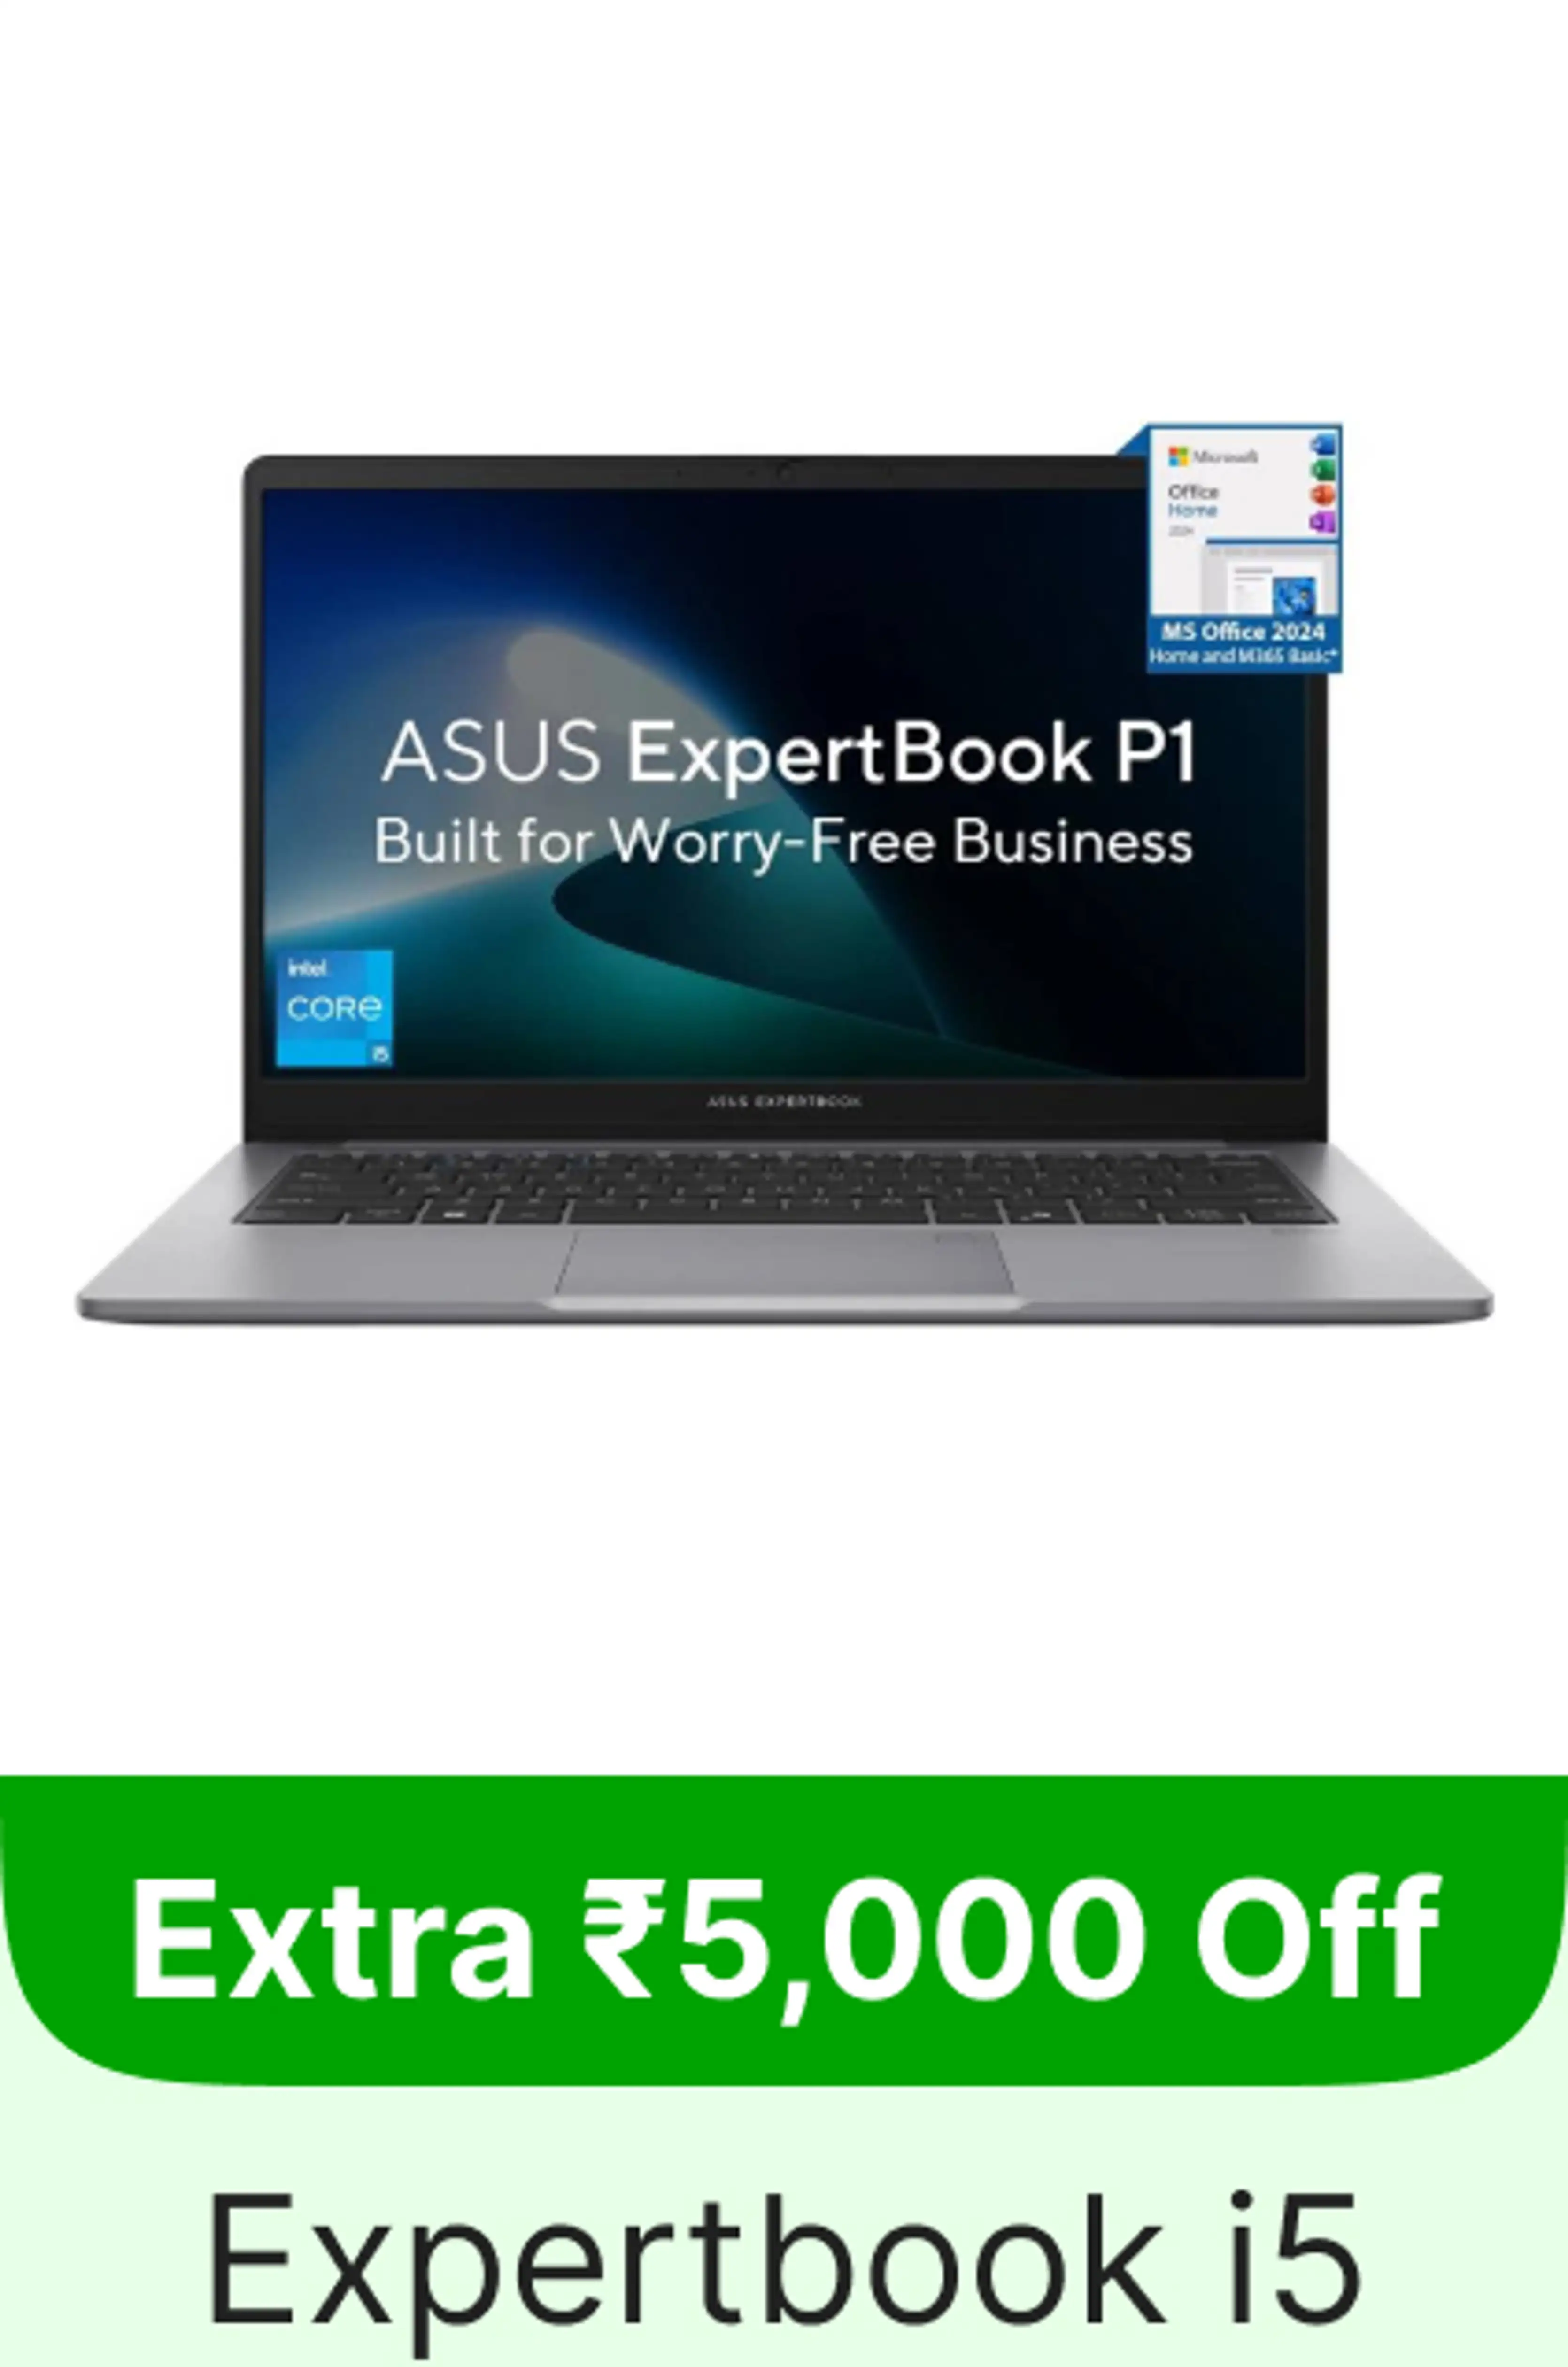 Microsoft
Office
Home
2024
MS Office 2024
Home and M365 Basic*
ASUS ExpertBook P1
Built for Worry-Free Business
intel
CORE
i5
ASUS EXPERTBOOK
Extra ₹5,000 Off
Expertbook i5